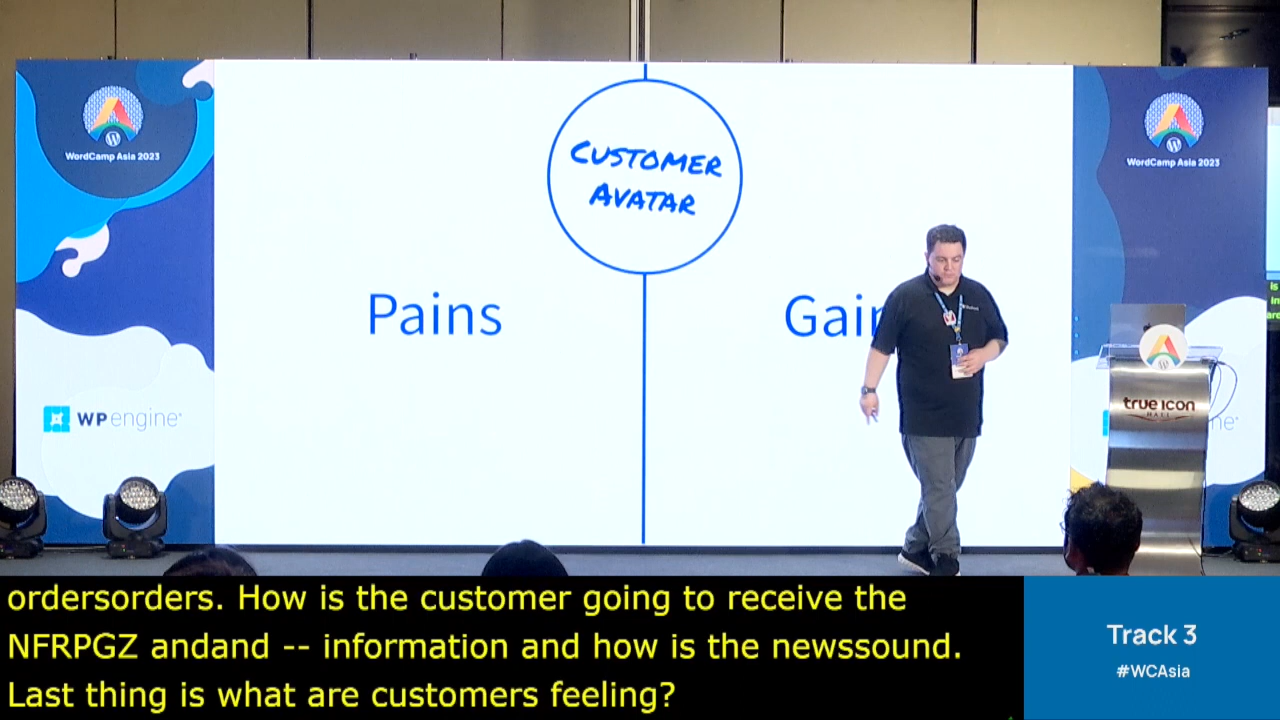 CUSTOMER
AVATAR
Pains
Gain
WordCamp Asia 2023
WordCamp Asia 2023
WP engine
true icon
HALL
is
ordersorders. How is the customer going to receive the
NFRPGZ andand -- information and how is the newssound.
Last thing is what are customers feeling?
Track 3
#WCAsia